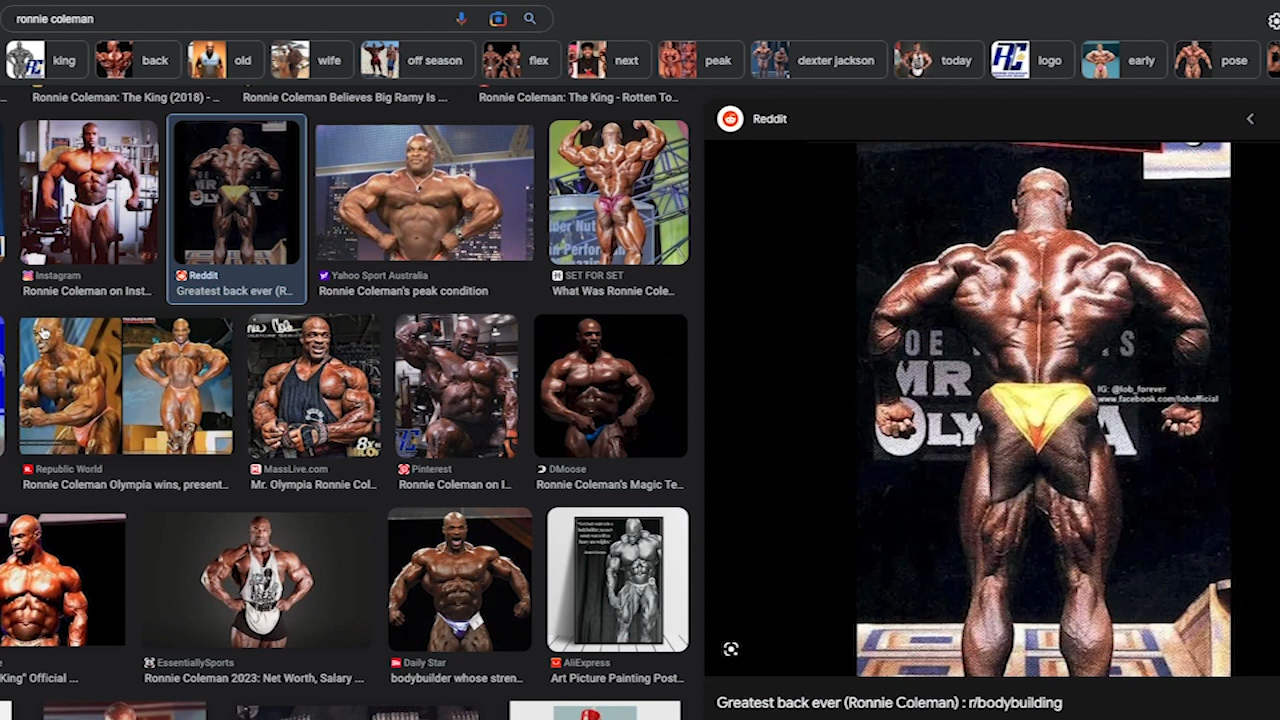 ronnie coleman
king
back
old
wife
off season
flex
next
peak
dexter jackson
today
logo
early
pose
Ronnie Coleman: The King (2018) - ...
Ronnie Coleman Believes Big Ramy Is ...
Ronnie Coleman: The King - Rotten To...
Reddit
Instagram
Ronnie Coleman on Inst...
Reddit
Greatest back ever (R...
Yahoo Sport Australia
Ronnie Coleman's peak condition
SET FOR SET
What Was Ronnie Cole...
MR
OLY
A
IG: @lob_forever
www.facebook.com/lobofficial
Republic World
Ronnie Coleman Olympia wins, present...
MassLive.com
Mr. Olympia Ronnie Col...
Pinterest
Ronnie Coleman on I...
DMoose
Ronnie Coleman's Magic Te...
King" Official ...
EssentiallySports
Ronnie Coleman 2023: Net Worth, Salary ...
Daily Star
bodybuilder whose stren...
AliExpress
Art Picture Painting Post...
Greatest back ever (Ronnie Coleman) : r/bodybuilding